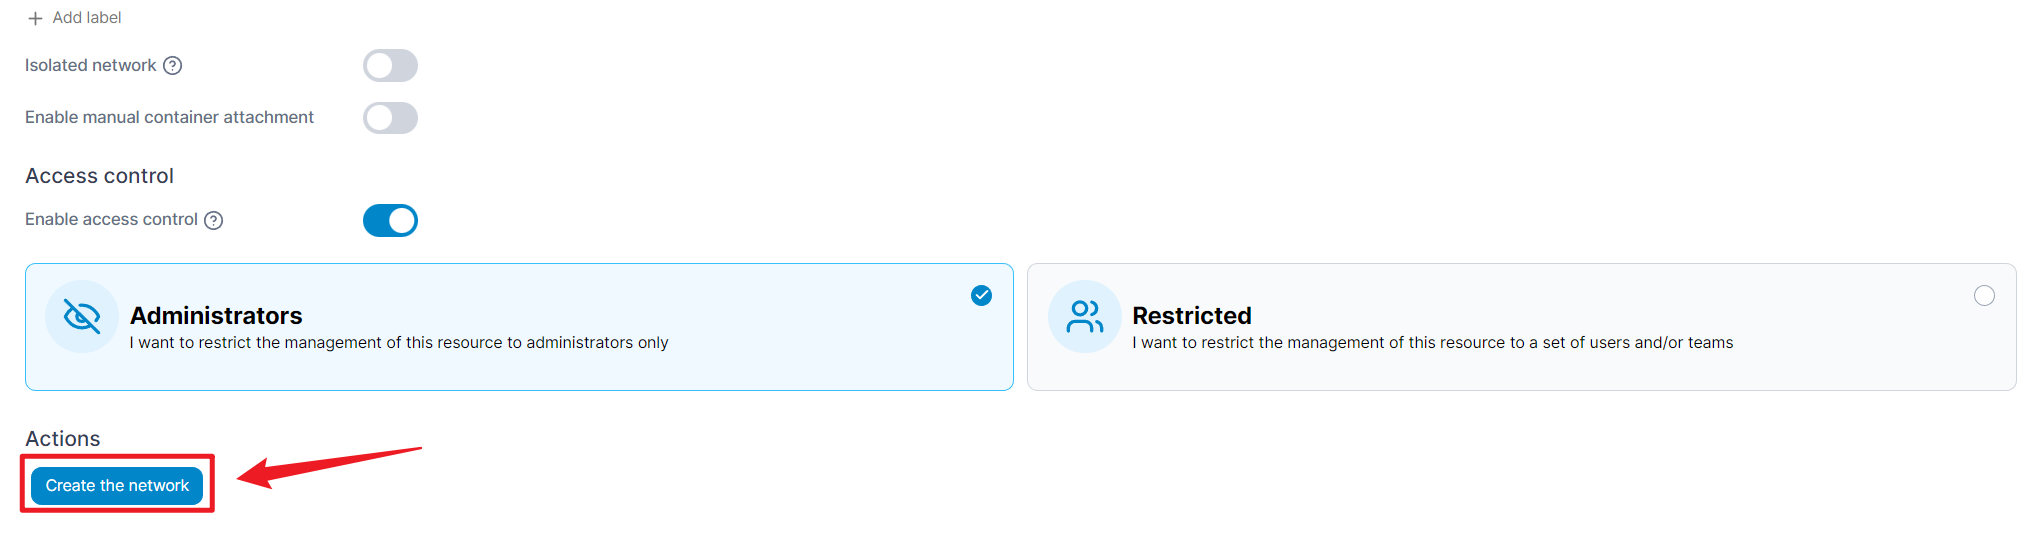 Add label
Isolated network
Enable manual container attachment
Access control
Enable access control
Administrators
I want to restrict the management of this resource to administrators only
Restricted
I want to restrict the management of this resource to a set of users and/or teams
Actions
Create the network